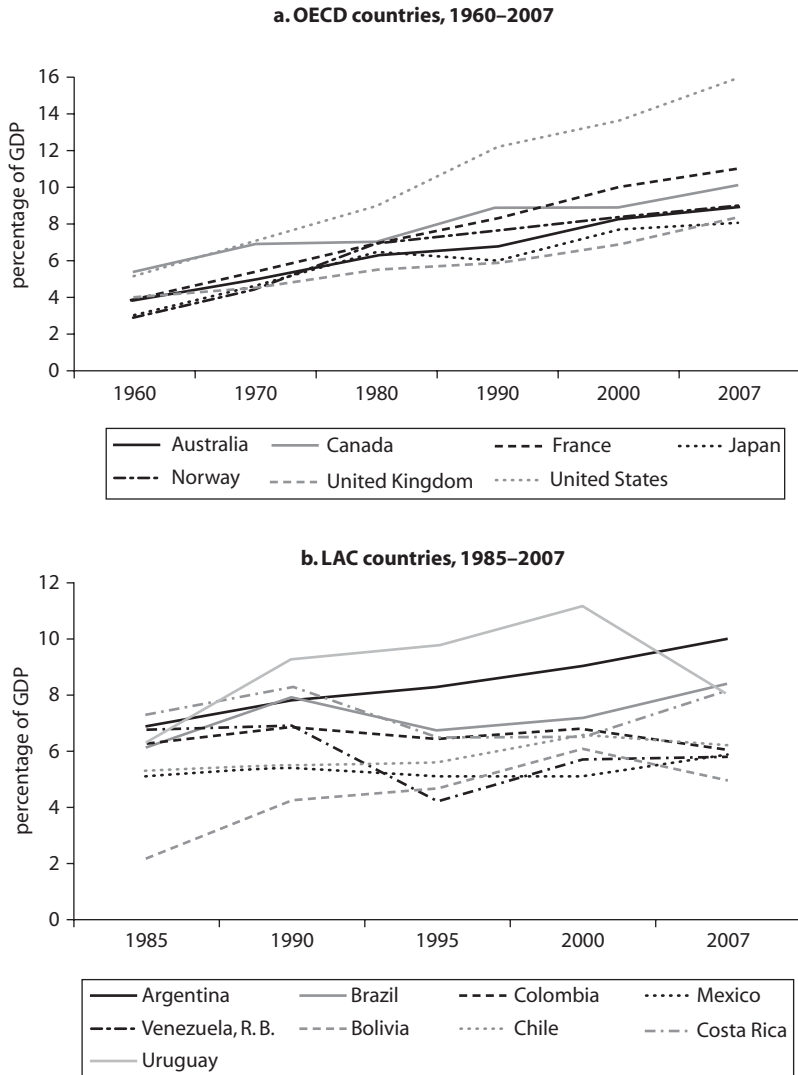 a. OECD countries, 1960–2007
percentage of GDP
16
14
12
10
8
6
4
2
0
1960 1970 1980 1990 2000 2007
Australia Canada France Japan
Norway United Kingdom United States
b. LAC countries, 1985–2007
percentage of GDP
12
10
8
6
4
2
0
1985 1990 1995 2000 2007
Argentina Brazil Colombia Mexico
Venezuela, R. B. Bolivia Chile Costa Rica
Uruguay